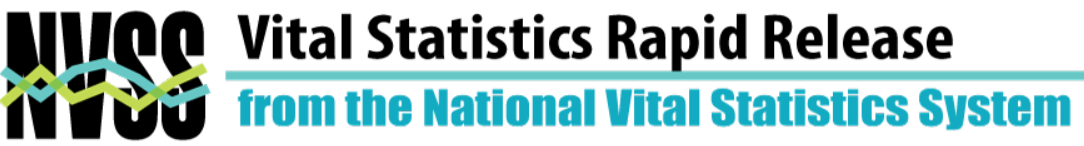 NVSS
Vital Statistics Rapid Release
from the National Vital Statistics System